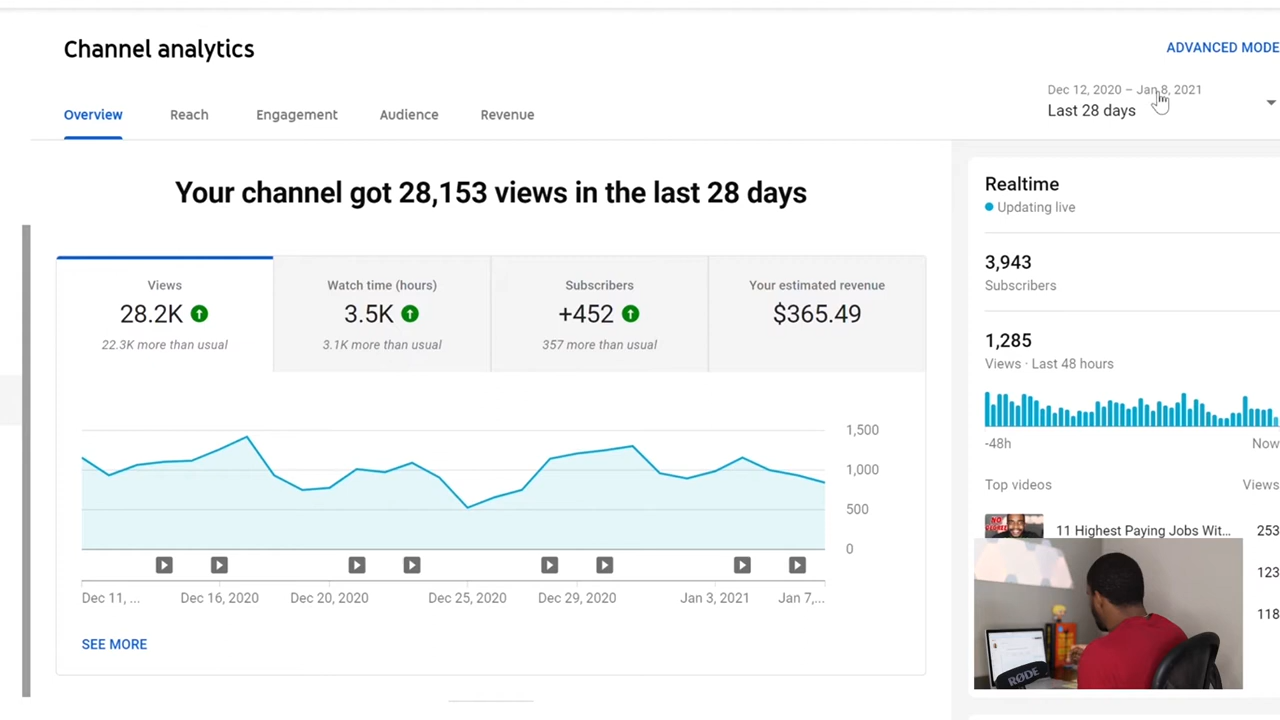 Channel analytics
ADVANCED MODE
Dec 12, 2020 – Jan 8, 2021
Last 28 days
Overview
Reach
Engagement
Audience
Revenue
Your channel got 28,153 views in the last 28 days
Views
28.2K
22.3K more than usual
Watch time (hours)
3.5K
3.1K more than usual
Subscribers
+452
357 more than usual
Your estimated revenue
$365.49
1,500
1,000
500
0
Dec 11, ...
Dec 16, 2020
Dec 20, 2020
Dec 25, 2020
Dec 29, 2020
Jan 3, 2021
Jan 7,...
SEE MORE
Realtime
Updating live
3,943
Subscribers
1,285
Views · Last 48 hours
-48h
Now
Top videos
Views
NO
11 Highest Paying Jobs Wit...
253
123
118
RØDE